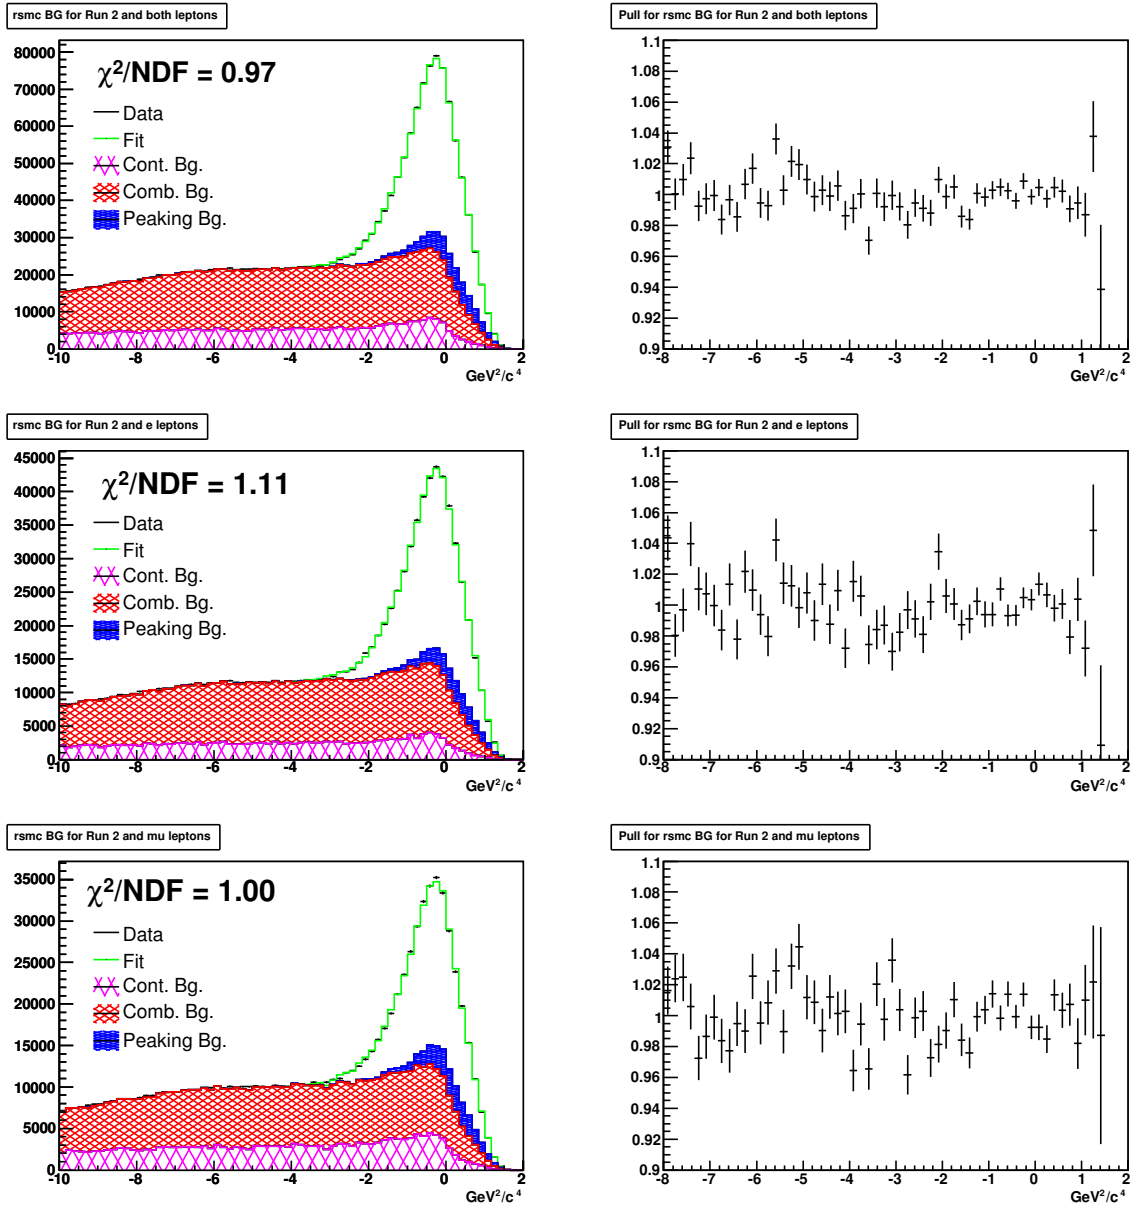 rsmc BG for Run 2 and both leptons
χ²/NDF = 0.97
Data
Fit
Cont. Bg.
Comb. Bg.
Peaking Bg.
80000
70000
60000
50000
40000
30000
20000
10000
0
-10 -8 -6 -4 -2 0 2
GeV²/c⁴
Pull for rsmc BG for Run 2 and both leptons
1.1
1.08
1.06
1.04
1.02
1
0.98
0.96
0.94
0.92
0.9
-8 -7 -6 -5 -4 -3 -2 -1 0 1 2
GeV²/c⁴
rsmc BG for Run 2 and e leptons
χ²/NDF = 1.11
Data
Fit
Cont. Bg.
Comb. Bg.
Peaking Bg.
45000
40000
35000
30000
25000
20000
15000
10000
5000
0
-10 -8 -6 -4 -2 0 2
GeV²/c⁴
Pull for rsmc BG for Run 2 and e leptons
1.1
1.08
1.06
1.04
1.02
1
0.98
0.96
0.94
0.92
0.9
-8 -7 -6 -5 -4 -3 -2 -1 0 1 2
GeV²/c⁴
rsmc BG for Run 2 and mu leptons
χ²/NDF = 1.00
Data
Fit
Cont. Bg.
Comb. Bg.
Peaking Bg.
35000
30000
25000
20000
15000
10000
5000
0
-10 -8 -6 -4 -2 0 2
GeV²/c⁴
Pull for rsmc BG for Run 2 and mu leptons
1.1
1.08
1.06
1.04
1.02
1
0.98
0.96
0.94
0.92
0.9
-8 -7 -6 -5 -4 -3 -2 -1 0 1 2
GeV²/c⁴